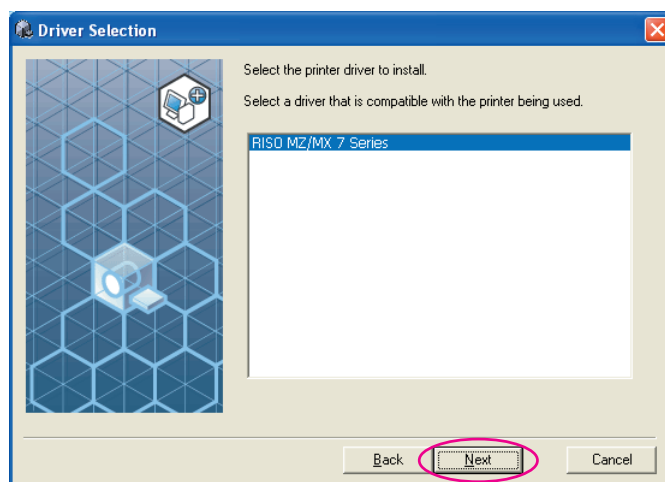 Driver Selection
Select the printer driver to install.
Select a driver that is compatible with the printer being used.
RISO MZ/MX 7 Series
Back
Next
Cancel